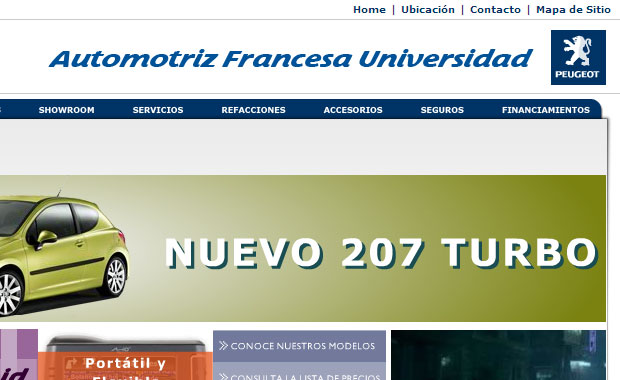 Home | Ubicación | Contacto | Mapa de Sitio
Automotriz Francesa Universidad
PEUGEOT
SHOWROOM SERVICIOS REFACCIONES ACCESORIOS SEGUROS FINANCIAMIENTOS
NUEVO 207 TURBO
Portátil y
Flexible
CONOCE NUESTROS MODELOS
CONSULTA LA LISTA DE PRECIOS